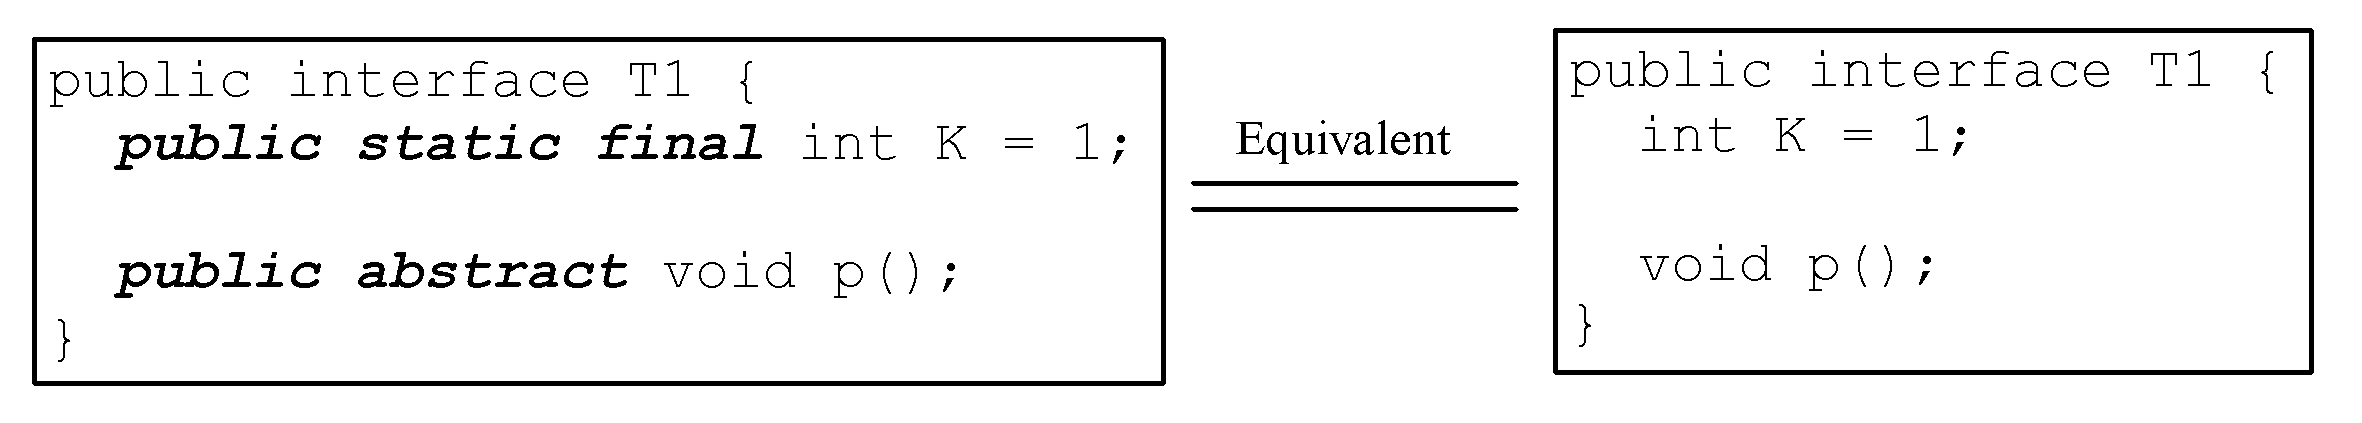 public interface T1 {
public static final int K = 1;
public abstract void p();
}
Equivalent
public interface T1 {
int K = 1;
void p();
}